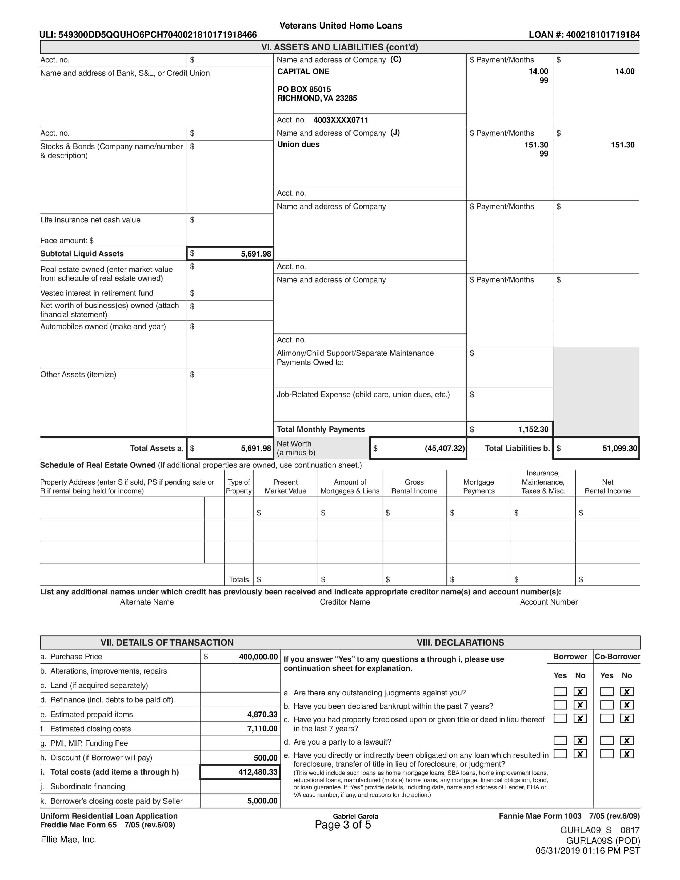 Veterans United Home Loans
ULI: 549300DD5QQUHO6PCH7040021810171918466 LOAN #: 400218101719184
VI. ASSETS AND LIABILITIES (cont'd)
Acct. no. $ Name and address of Company (C) $ Payment/Months $
Name and address of Bank, S&L, or Credit Union CAPITAL ONE 14.00 14.00
99
PO BOX 85015
RICHMOND, VA 23285
Acct. no. 4003XXXX0711
Acct. no. $ Name and address of Company (J) $ Payment/Months $
Stocks & Bonds (Company name/number $ Union dues 151.30 151.30
& description) 99
Acct. no.
Name and address of Company $ Payment/Months $
Life insurance net cash value $
Face amount: $
Subtotal Liquid Assets $ 5,691.98
Real estate owned (enter market value $ Acct. no.
from schedule of real estate owned) Name and address of Company $ Payment/Months $
Vested interest in retirement fund $
Net worth of business(es) owned (attach $
financial statement)
Automobiles owned (make and year) $
Acct. no.
Alimony/Child Support/Separate Maintenance $
Payments Owed to:
Other Assets (itemize) $
Job-Related Expense (child care, union dues, etc.) $
Total Monthly Payments $ 1,152.30
Total Assets a. $ 5,691.98 Net Worth (a minus b) $ (45,407.32) Total Liabilities b. $ 51,099.30
Schedule of Real Estate Owned (If additional properties are owned, use continuation sheet.)
Property Address (enter S if sold, PS if pending sale or R if rental being held for income) Type of Property Present Market Value Amount of Mortgages & Liens Gross Rental Income Mortgage Payments Insurance, Maintenance, Taxes & Misc. Net Rental Income
$ $ $ $ $ $
Totals $ $ $ $ $ $
List any additional names under which credit has previously been received and indicate appropriate creditor name(s) and account number(s):
Alternate Name Creditor Name Account Number
VII. DETAILS OF TRANSACTION VIII. DECLARATIONS
a. Purchase Price $ 400,000.00
b. Alterations, improvements, repairs
c. Land (if acquired separately)
d. Refinance (incl. debts to be paid off)
e. Estimated prepaid items 4,870.33
f. Estimated closing costs 7,110.00
g. PMI, MIP, Funding Fee
h. Discount (if Borrower will pay) 500.00
i. Total costs (add items a through h) 412,480.33
j. Subordinate financing
k. Borrower's closing costs paid by Seller 5,000.00
If you answer "Yes" to any questions a through i, please use Borrower Co-Borrower
continuation sheet for explanation. Yes No Yes No
a. Are there any outstanding judgments against you? X X
b. Have you been declared bankrupt within the past 7 years? X X
c. Have you had property foreclosed upon or given title or deed in lieu thereof X X
in the last 7 years?
d. Are you a party to a lawsuit? X X
e. Have you directly or indirectly been obligated on any loan which resulted in X X
foreclosure, transfer of title in lieu of foreclosure, or judgment?
(This would include such loans as home mortgage loans, SBA loans, home improvement loans,
educational loans, manufactured (mobile) home loans, any mortgage, financial obligation, bond,
or loan guarantee. If "Yes" provide details, including date, name and address of Lender, FHA or
VA case number, if any, and reasons for the action.)
Uniform Residential Loan Application Gabriel Garcia Fannie Mae Form 1003 7/05 (rev.6/09)
Freddie Mac Form 65 7/05 (rev.6/09) Page 3 of 5
GURLA09_S 0817
Ellie Mae, Inc. GURLA09S (POD)
05/31/2019 01:16 PM PST